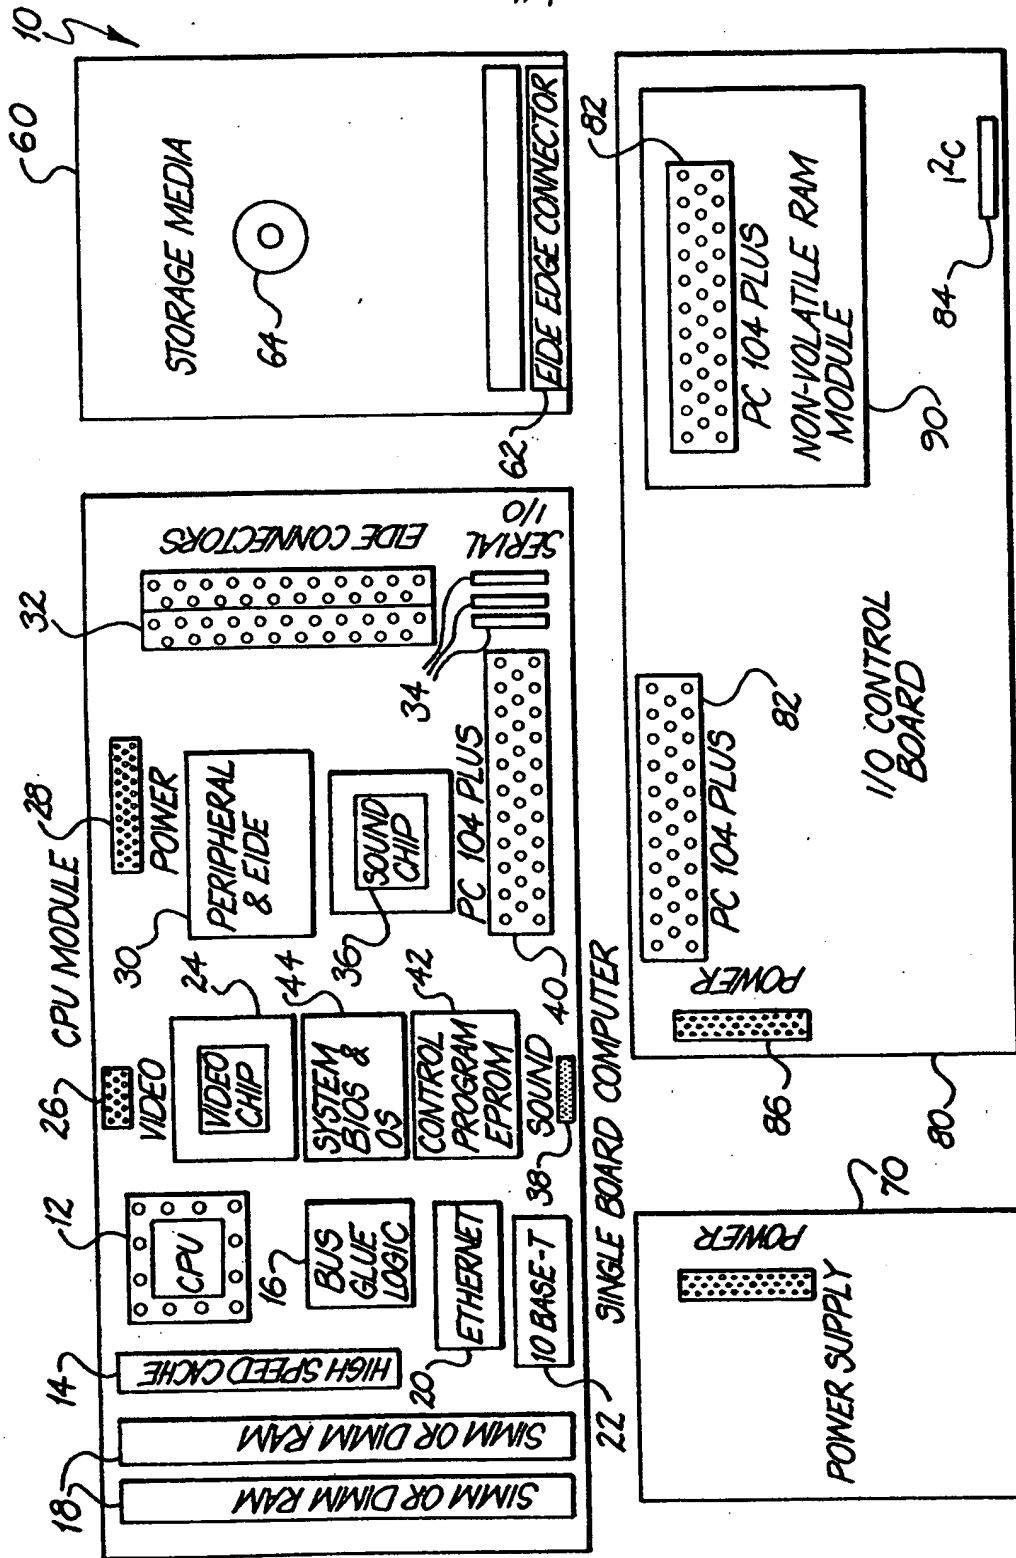 10
60
STORAGE MEDIA
64
EIDE EDGE CONNECTOR
62
CPU MODULE
18
SIMM OR DIMM RAM
SIMM OR DIMM RAM
14
HIGH SPEED CACHE
12
CPU
16
BUS
GLUE
LOGIC
20
ETHERNET
22
10 BASE-T
26
VIDEO
24
VIDEO
CHIP
44
SYSTEM
BIOS &
OS
42
CONTROL
PROGRAM
EPROM
SOUND
38
28
POWER
30
PERIPHERAL
& EIDE
36
SOUND
CHIP
PC 104 PLUS
40
32
EIDE CONNECTORS
34
SERIAL
I/O
SINGLE BOARD COMPUTER
70
POWER
POWER SUPPLY
80
86
POWER
82
PC 104 PLUS
I/O CONTROL
BOARD
82
PC 104 PLUS
NON-VOLATILE RAM
MODULE
90
84
I2C